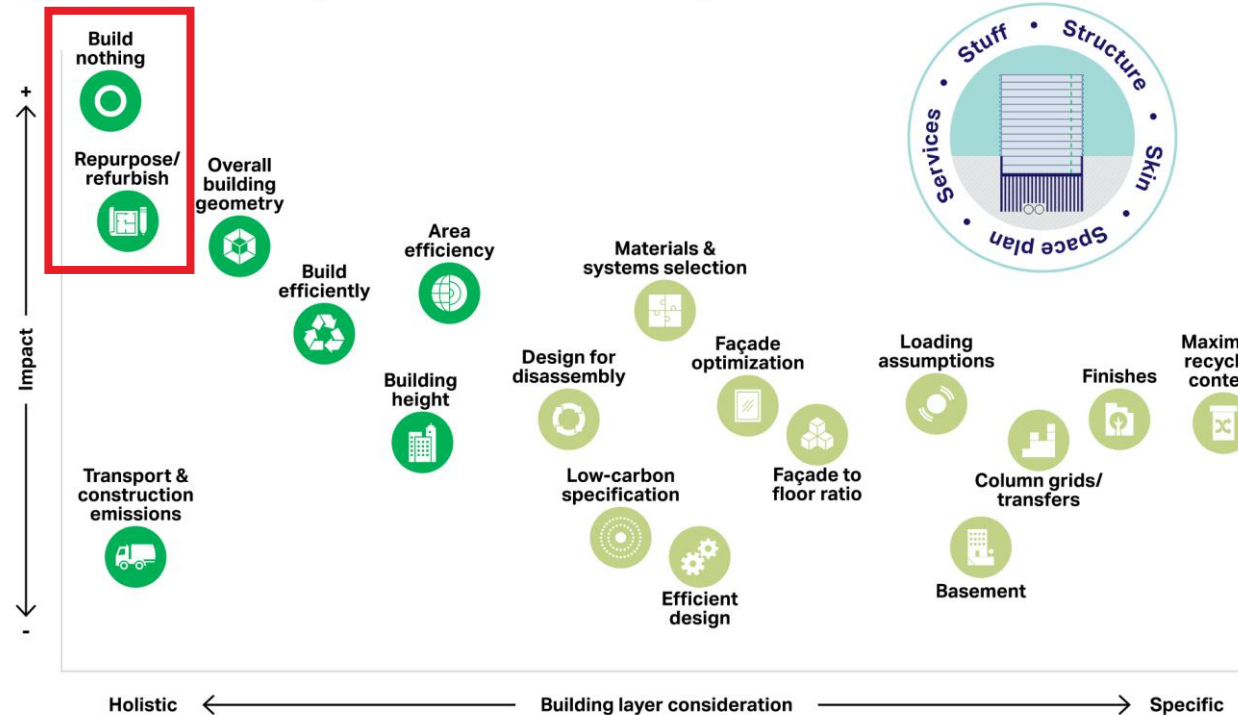 Build
nothing
Repurpose/
refurbish
Overall
building
geometry
Build
efficiently
Area
efficiency
Building
height
Transport &
construction
emissions
Materials &
systems selection
Design for
disassembly
Façade
optimization
Façade to
floor ratio
Low-carbon
specification
Efficient
design
Loading
assumptions
Column grids/
transfers
Finishes
Basement
Stuff • Structure • Skin • Space plan • Services •
+
Impact
-
Holistic
Building layer consideration
Specific